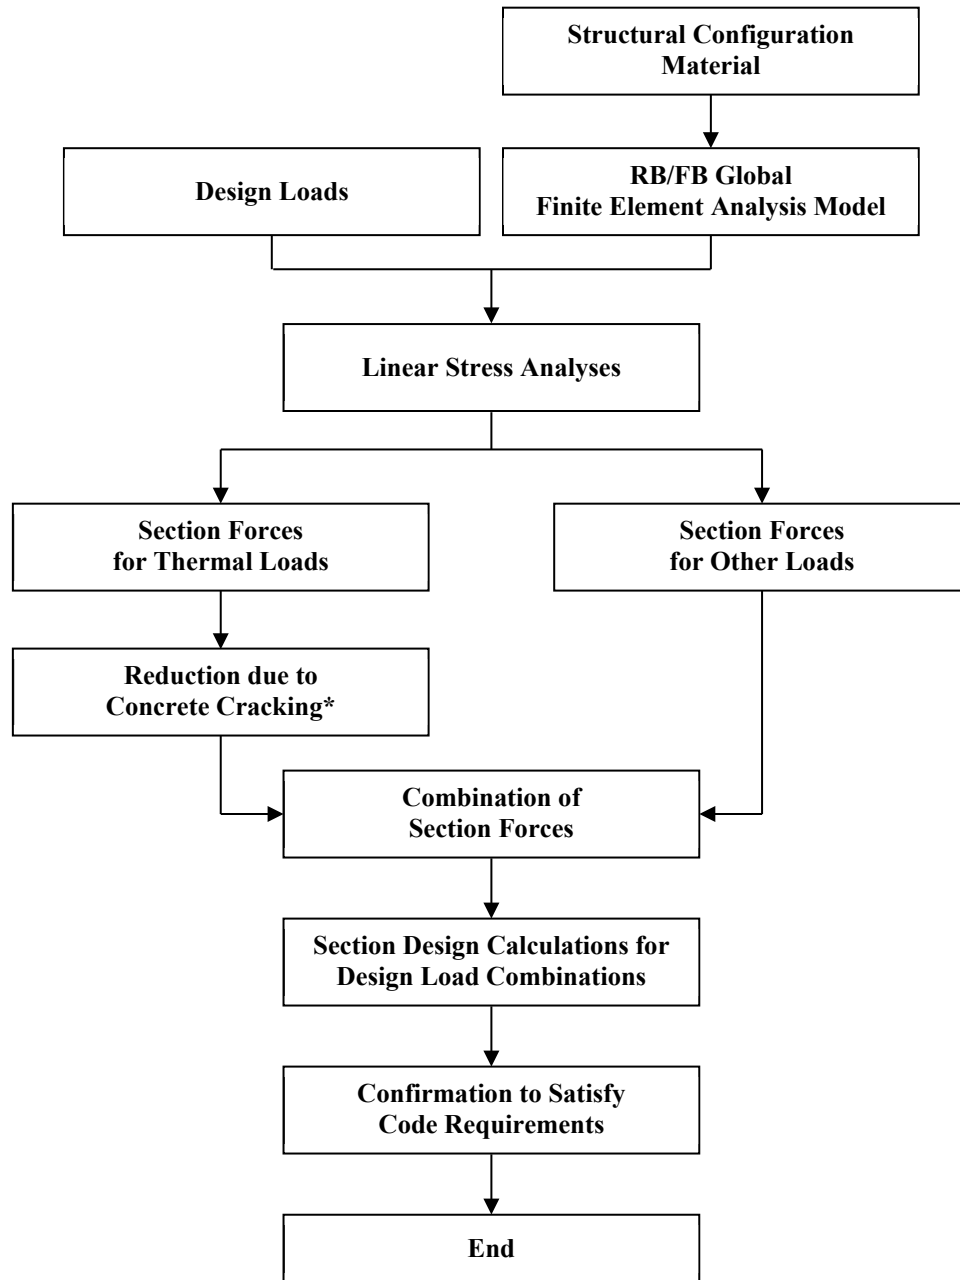 Structural Configuration
Material
Design Loads
RB/FB Global
Finite Element Analysis Model
Linear Stress Analyses
Section Forces
for Thermal Loads
Section Forces
for Other Loads
Reduction due to
Concrete Cracking*
Combination of
Section Forces
Section Design Calculations for
Design Load Combinations
Confirmation to Satisfy
Code Requirements
End